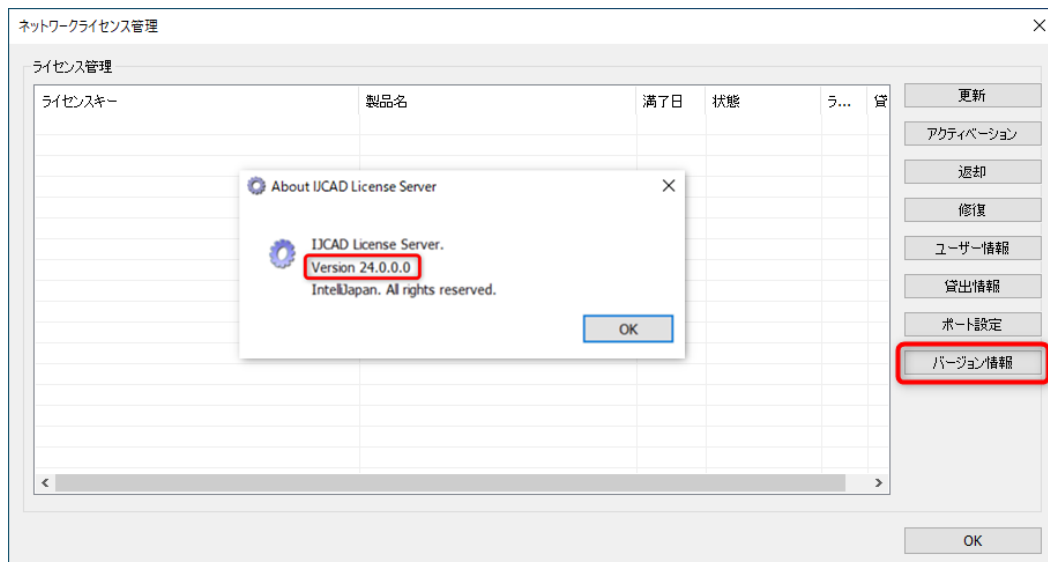 ネットワークライセンス管理
ライセンス管理
ライセンスキー 製品名 満了日 状態 ラ... 貸
更新
アクティベーション
返却
修復
ユーザー情報
貸出情報
ポート設定
バージョン情報
About IJCAD License Server
IJCAD License Server.
Version 24.0.0.0
IntelliJapan. All rights reserved.
OK
OK